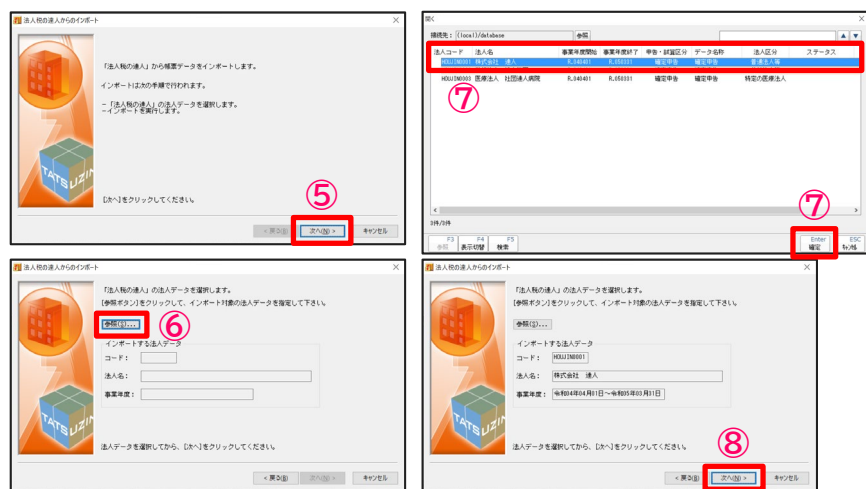 法人税の達人からのインポート
「法人税の達人」から帳票データをインポートします。
インポートは次の手順で行われます。
-「法人税の達人」の法人データを選択します。
-インポートを実行します。
[次へ]をクリックしてください。
⑤
< 戻る(B) 次へ(N) > キャンセル
TATSUZIN
開く
接続先: (local)/database 参照
法人コード 法人名 事業年度開始 事業年度終了 申告・試算区分 データ名称 法人区分 ステータス
HOUJIN0001 株式会社 達人 R.040401 R.050331 確定申告 確定申告 普通法人等
HOUJIN0003 医療法人 社団達人病院 R.040401 R.050331 確定申告 確定申告 特定の医療法人
⑦
⑦
F3 F4 F5 Enter ESC
参照 表示切替 検索 確定 ｷｬﾝｾﾙ
法人税の達人からのインポート
「法人税の達人」の法人データを選択します。
[参照ボタン]をクリックして、インポート対象の法人データを指定して下さい。
参照(S)... ⑥
インポートする法人データ
コード:
法人名:
事業年度:
法人データを選択してから、[次へ]をクリックしてください。
< 戻る(B) 次へ(N) > キャンセル
TATSUZIN
法人税の達人からのインポート
「法人税の達人」の法人データを選択します。
[参照ボタン]をクリックして、インポート対象の法人データを指定して下さい。
参照(S)...
インポートする法人データ
コード: HOUJIN0001
法人名: 株式会社 達人
事業年度: 令和04年04月01日～令和05年03月31日
法人データを選択してから、[次へ]をクリックしてください。
⑧
< 戻る(B) 次へ(N) > キャンセル
TATSUZIN